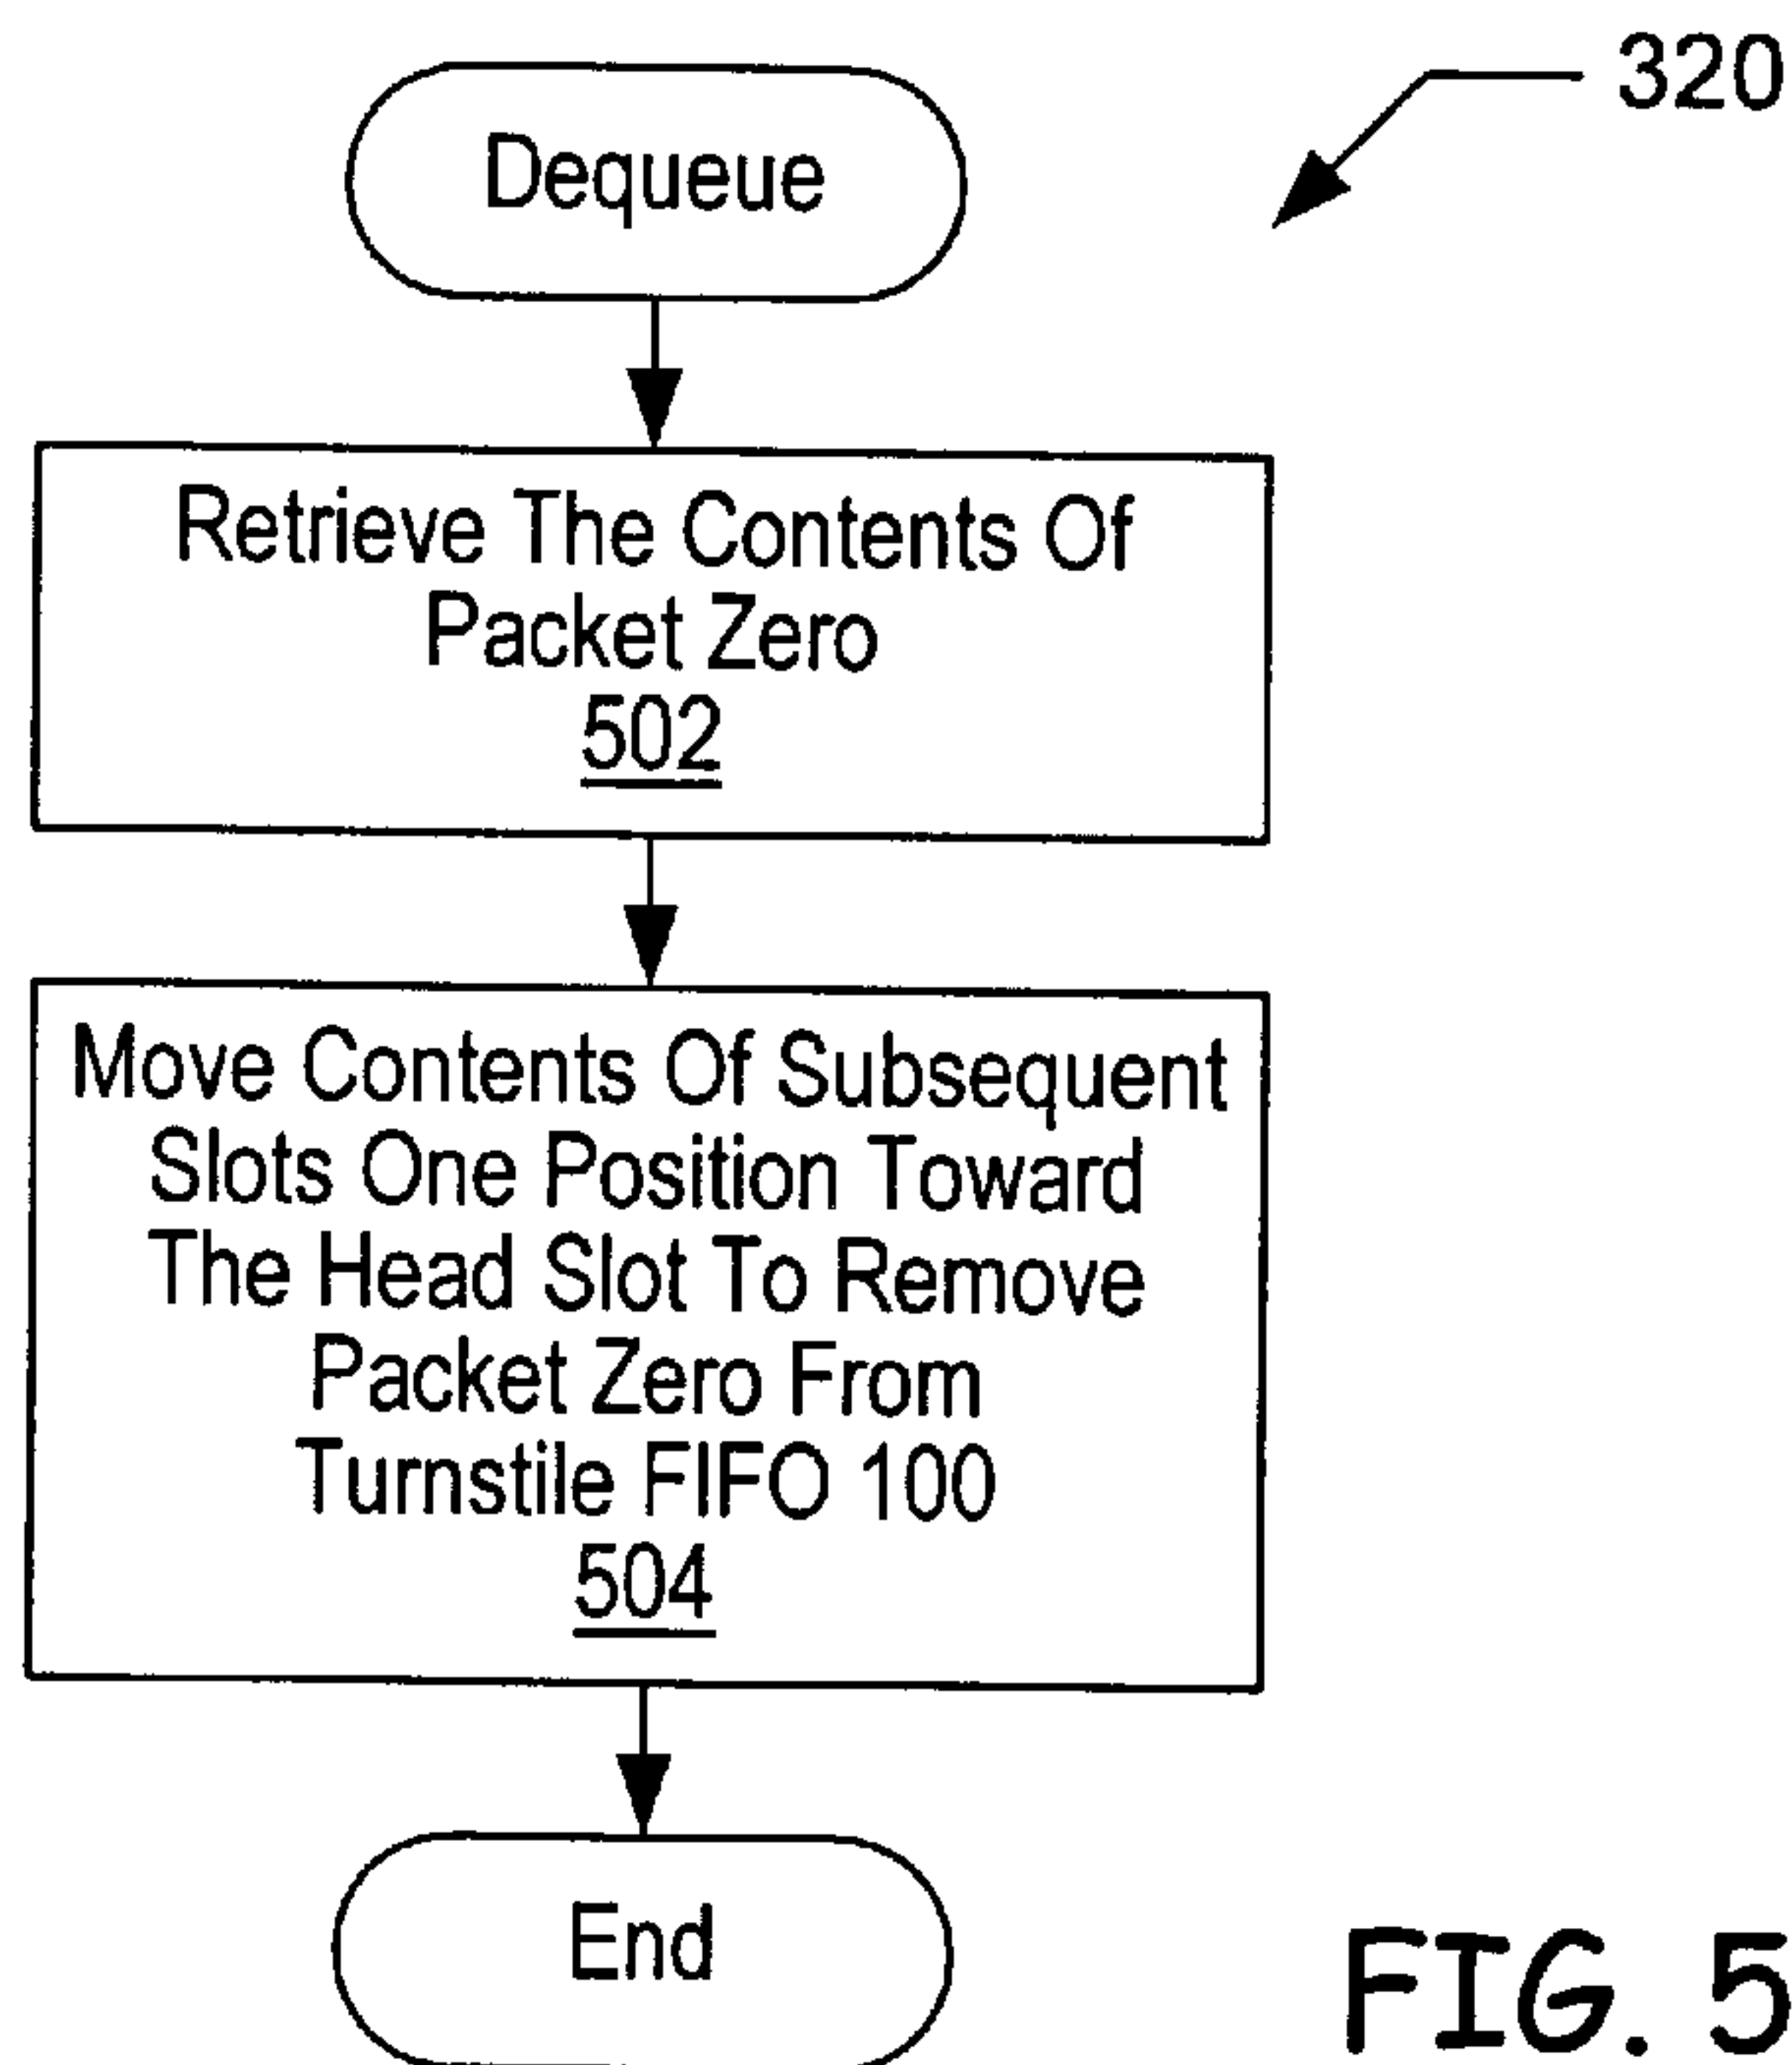 320
Dequeue
Retrieve The Contents Of
Packet Zero
502
Move Contents Of Subsequent
Slots One Position Toward
The Head Slot To Remove
Packet Zero From
Turnstile FIFO 100
504
End
FIG. 5